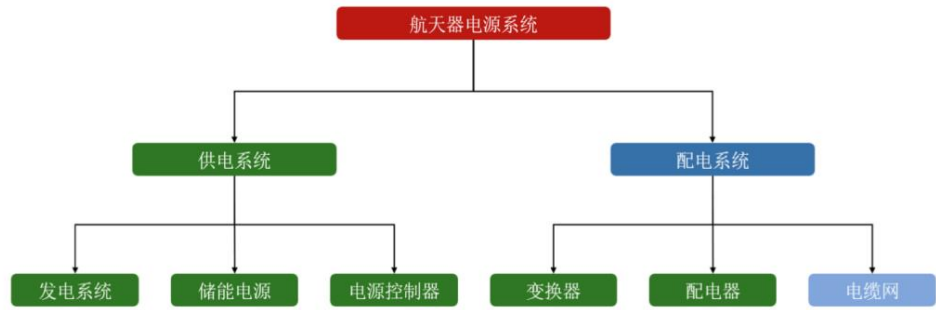 航天器电源系统
供电系统
配电系统
发电系统
储能电源
电源控制器
变换器
配电器
电缆网